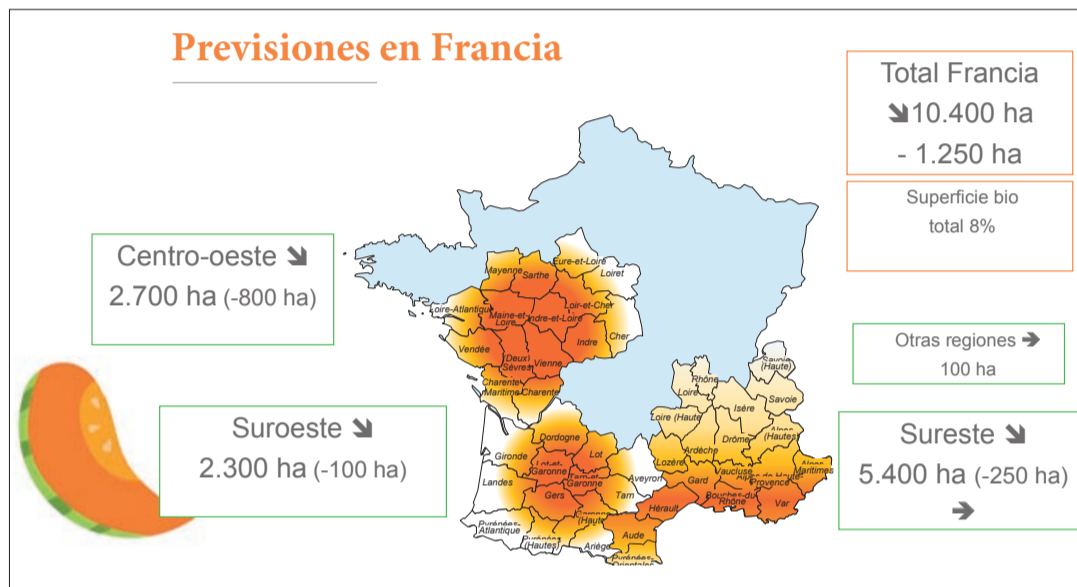 Previsiones en Francia
Total Francia
➘10.400 ha
- 1.250 ha
Superficie bio
total 8%
Centro-oeste ➘
2.700 ha (-800 ha)
Otras regiones ➔
100 ha
Suroeste ➘
2.300 ha (-100 ha)
Sureste ➘
5.400 ha (-250 ha)
➔
Mayenne
Sarthe
Eure-et-Loire
Loiret
Loire-Atlantique
Maine-et-
Loire
Indre-et-Loire
Loir-et-Cher
Cher
Indre
Vendée
(Deux)
Sèvres
Vienne
Charente-
Maritime
Charente
Savoie
(Haute)
Rhône
Loire
Savoie
Isère
Loire (Haute
(Hautes)
Drôme
Ardèche
Dordogne
Lot
Gironde
Lozère
Lot-et-
Garonne
Garonne
Aveyron
Gard
Vaucluse
Provence
Alpes
Maritimes
Landes
Gers
Tarn
Hérault
Bouches-du
Rhône
Var
(Haute
Aude
Pyrénées
Atlantique
Pyrénées
(Hautes)
Ariège
Pyrénées
Orientales